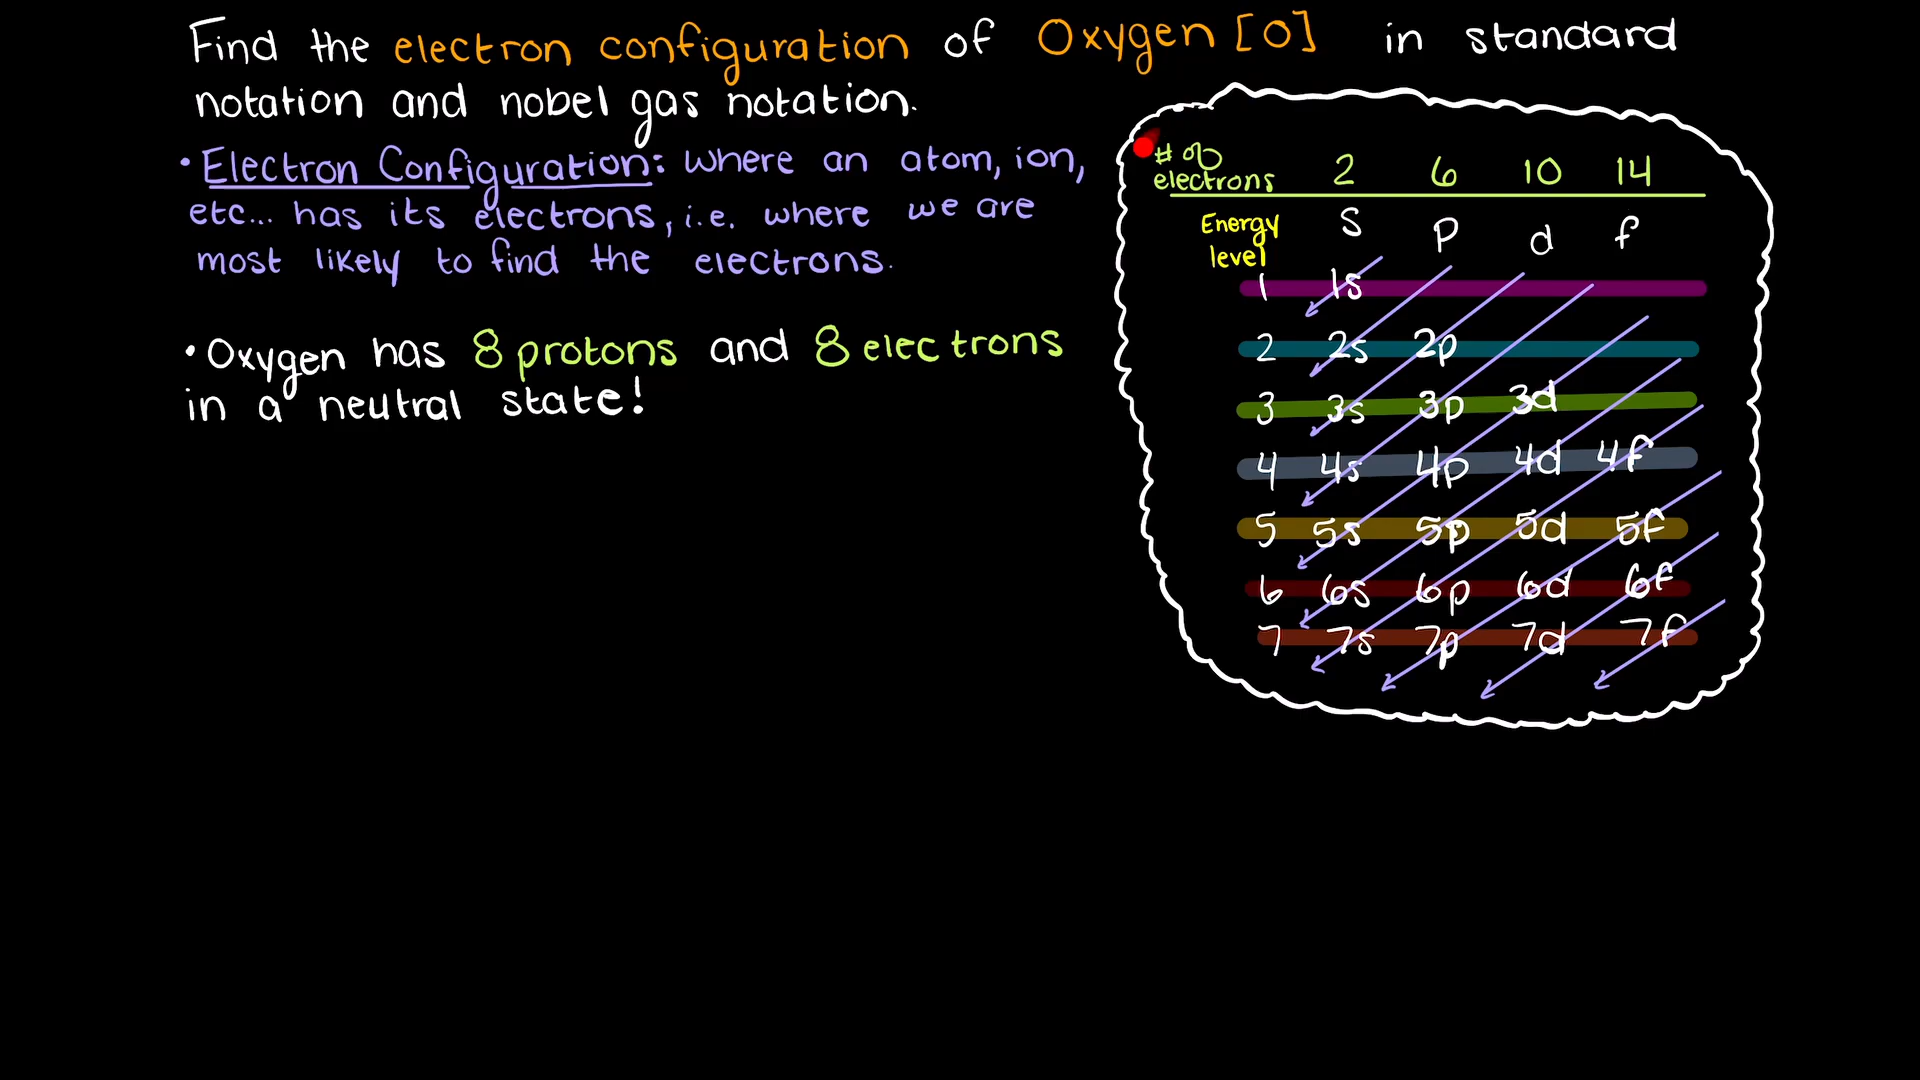 Find the electron configuration of Oxygen [O] in standard
notation and nobel gas notation.
• Electron Configuration: where an atom, ion,
etc... has its electrons, i.e. where we are
most likely to find the electrons.
• Oxygen has 8 protons and 8 electrons
in a neutral state!
# of
electrons 2 6 10 14
Energy
level s p d f
1 1s
2 2s 2p
3 3s 3p 3d
4 4s 4p 4d 4f
5 5s 5p 5d 5f
6 6s 6p 6d 6f
7 7s 7p 7d 7f